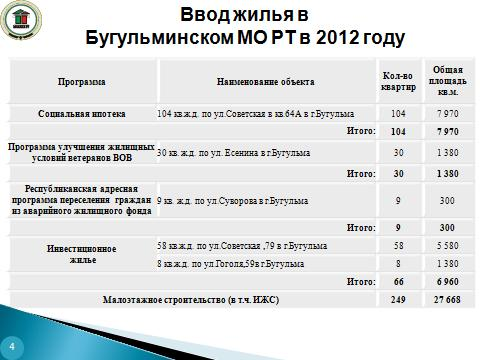 Ввод жилья в
Бугульминском МО РТ в 2012 году
Программа Наименование объекта Кол-во квартир Общая площадь кв.м.
Социальная ипотека 104 кв.ж.д. по ул.Советская в кв.64А в г.Бугульма 104 7 970
Итого: 104 7 970
Программа улучшения жилищных
условий ветеранов ВОВ 30 кв. ж.д. по ул. Есенина в г.Бугульма 30 1 380
Итого: 30 1 380
Республиканская адресная
программа переселения граждан
из аварийного жилищного фонда 9 кв. ж.д. по ул.Суворова в г.Бугульма 9 300
Итого: 9 300
Инвестиционное
жилье
58 кв.ж.д. по ул.Советская ,79 в г.Бугульма 58 5 580
8 кв.ж.д. по ул.Гоголя,59в г.Бугульма 8 1 380
Итого: 66 6 960
Малоэтажное строительство (в т.ч. ИЖС) 249 27 668
4